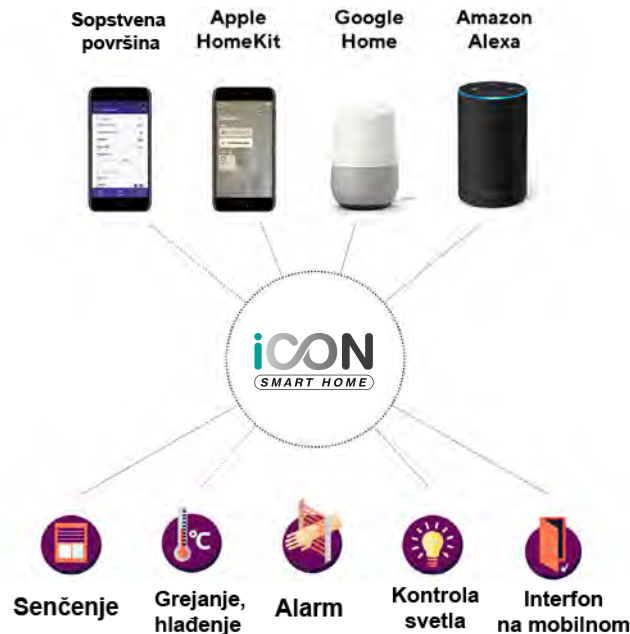 Sopstvena
površina
Apple
HomeKit
Google
Home
Amazon
Alexa
iCON
SMART HOME
°C
Senčenje
Grejanje,
hlađenje
Alarm
Kontrola
svetla
Interfon
na mobilnom